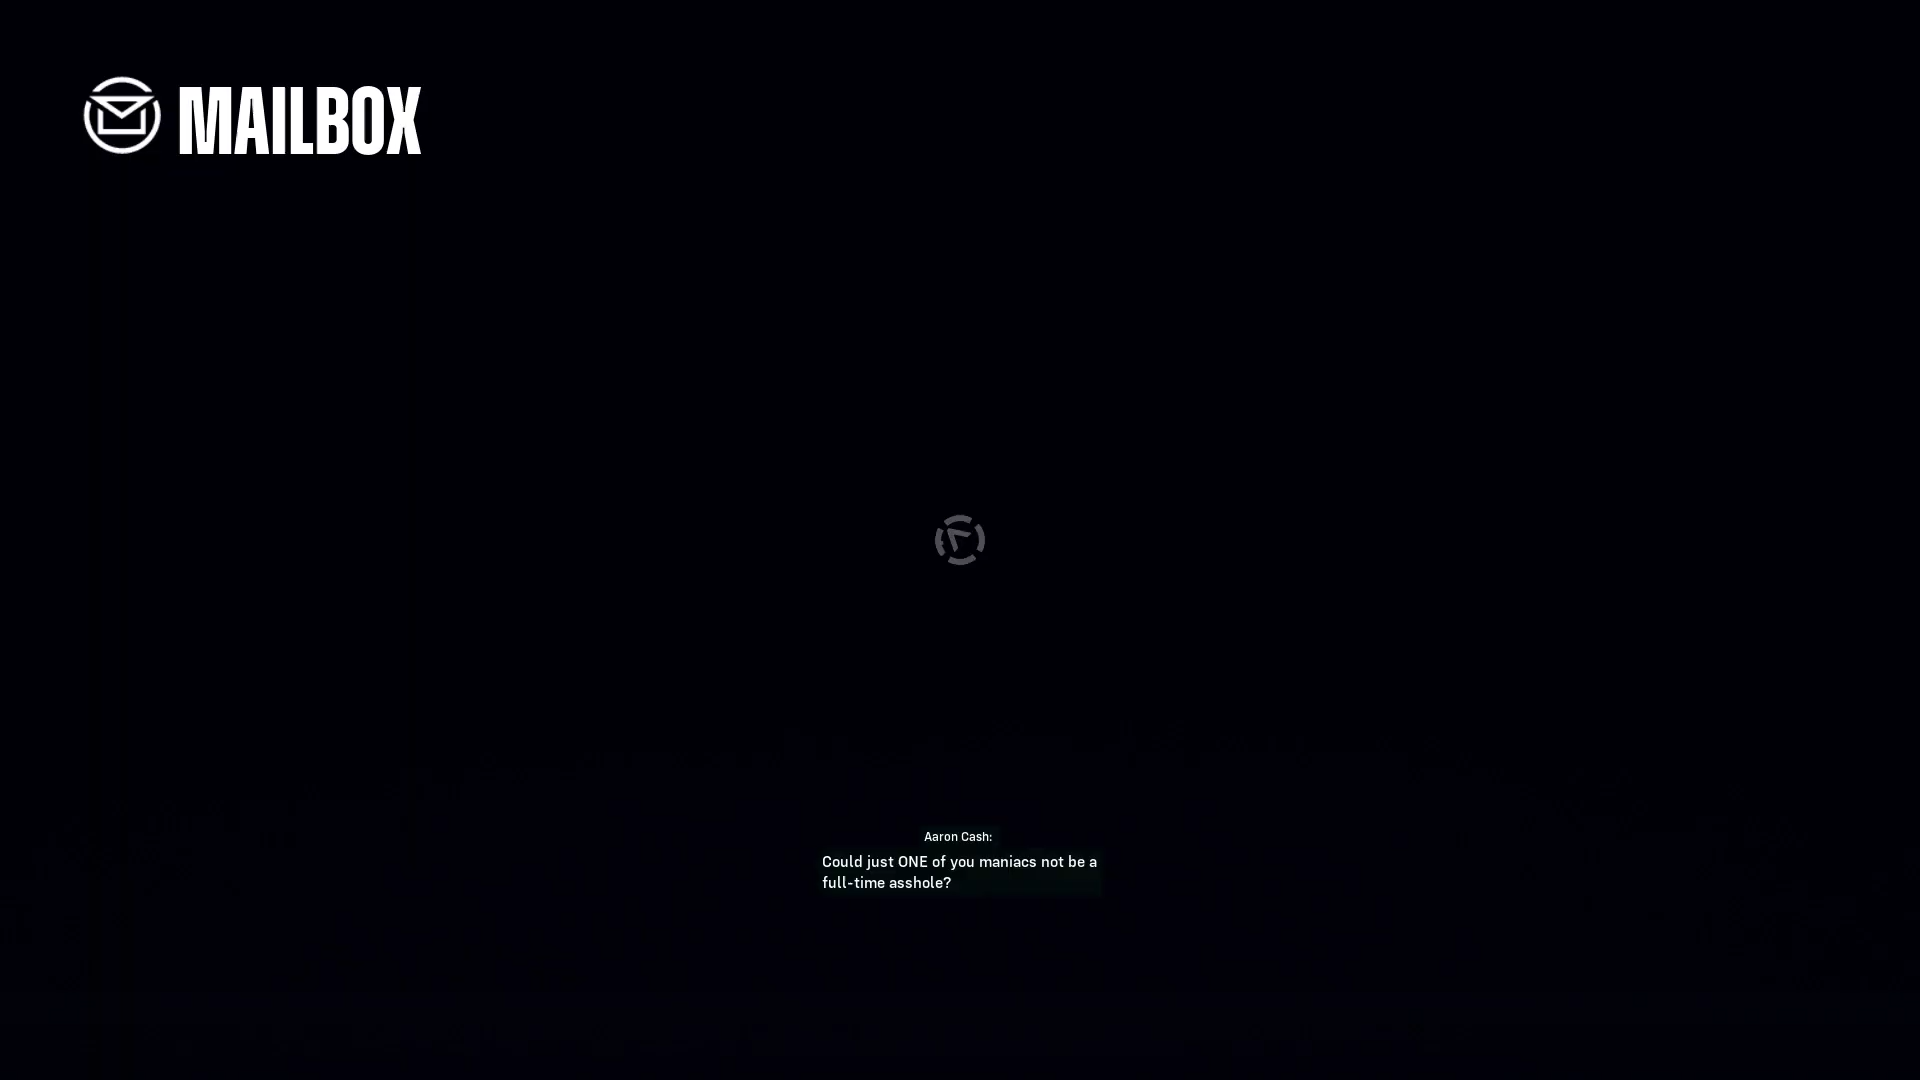 MAILBOX
Aaron Cash:
Could just ONE of you maniacs not be a
full-time asshole?